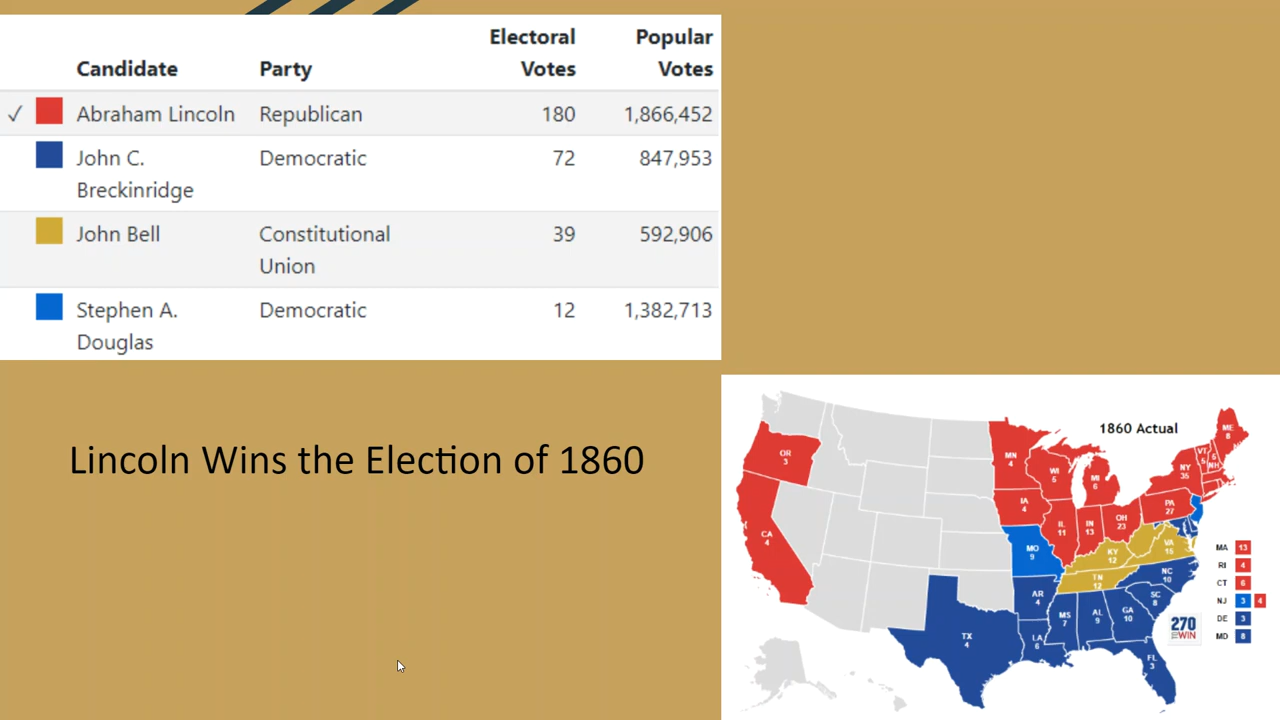 Electoral Popular
Candidate Party Votes Votes
✓ Abraham Lincoln Republican 180 1,866,452
John C. Democratic 72 847,953
Breckinridge
John Bell Constitutional 39 592,906
Union
Stephen A. Democratic 12 1,382,713
Douglas
Lincoln Wins the Election of 1860
1860 Actual
OR
3
CA
4
MN
4
WI
5
MI
6
IA
4
IL
11
IN
13
OH
23
PA
27
NY
35
VT
5
5
NH
ME
8
MO
9
KY
12
VA
15
TN
12
NC
10
SC
8
AR
4
MS
7
AL
9
GA
10
LA
6
TX
4
FL
3
MA 13
RI 4
CT 6
NJ 3 4
DE 3
MD 8
270
TO WIN